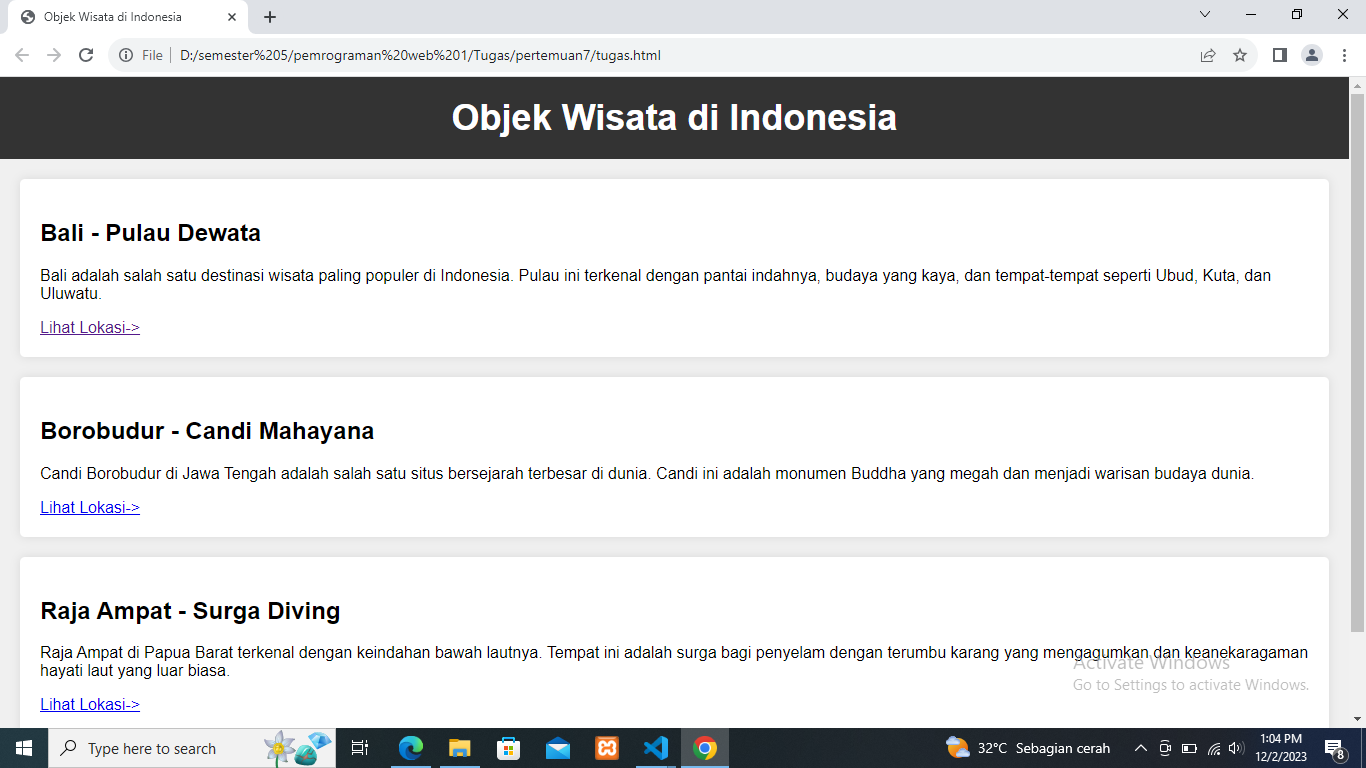 Objek Wisata di Indonesia
File
D:/semester%205/pemrograman%20web%201/Tugas/pertemuan7/tugas.html
Objek Wisata di Indonesia
Bali - Pulau Dewata
Bali adalah salah satu destinasi wisata paling populer di Indonesia. Pulau ini terkenal dengan pantai indahnya, budaya yang kaya, dan tempat-tempat seperti Ubud, Kuta, dan
Uluwatu.
Lihat Lokasi->
Borobudur - Candi Mahayana
Candi Borobudur di Jawa Tengah adalah salah satu situs bersejarah terbesar di dunia. Candi ini adalah monumen Buddha yang megah dan menjadi warisan budaya dunia.
Lihat Lokasi->
Raja Ampat - Surga Diving
Raja Ampat di Papua Barat terkenal dengan keindahan bawah lautnya. Tempat ini adalah surga bagi penyelam dengan terumbu karang yang mengagumkan dan keanekaragaman
hayati laut yang luar biasa.
Lihat Lokasi->
Activate Windows
Go to Settings to activate Windows.
Type here to search
32°C Sebagian cerah
1:04 PM
12/2/2023
8